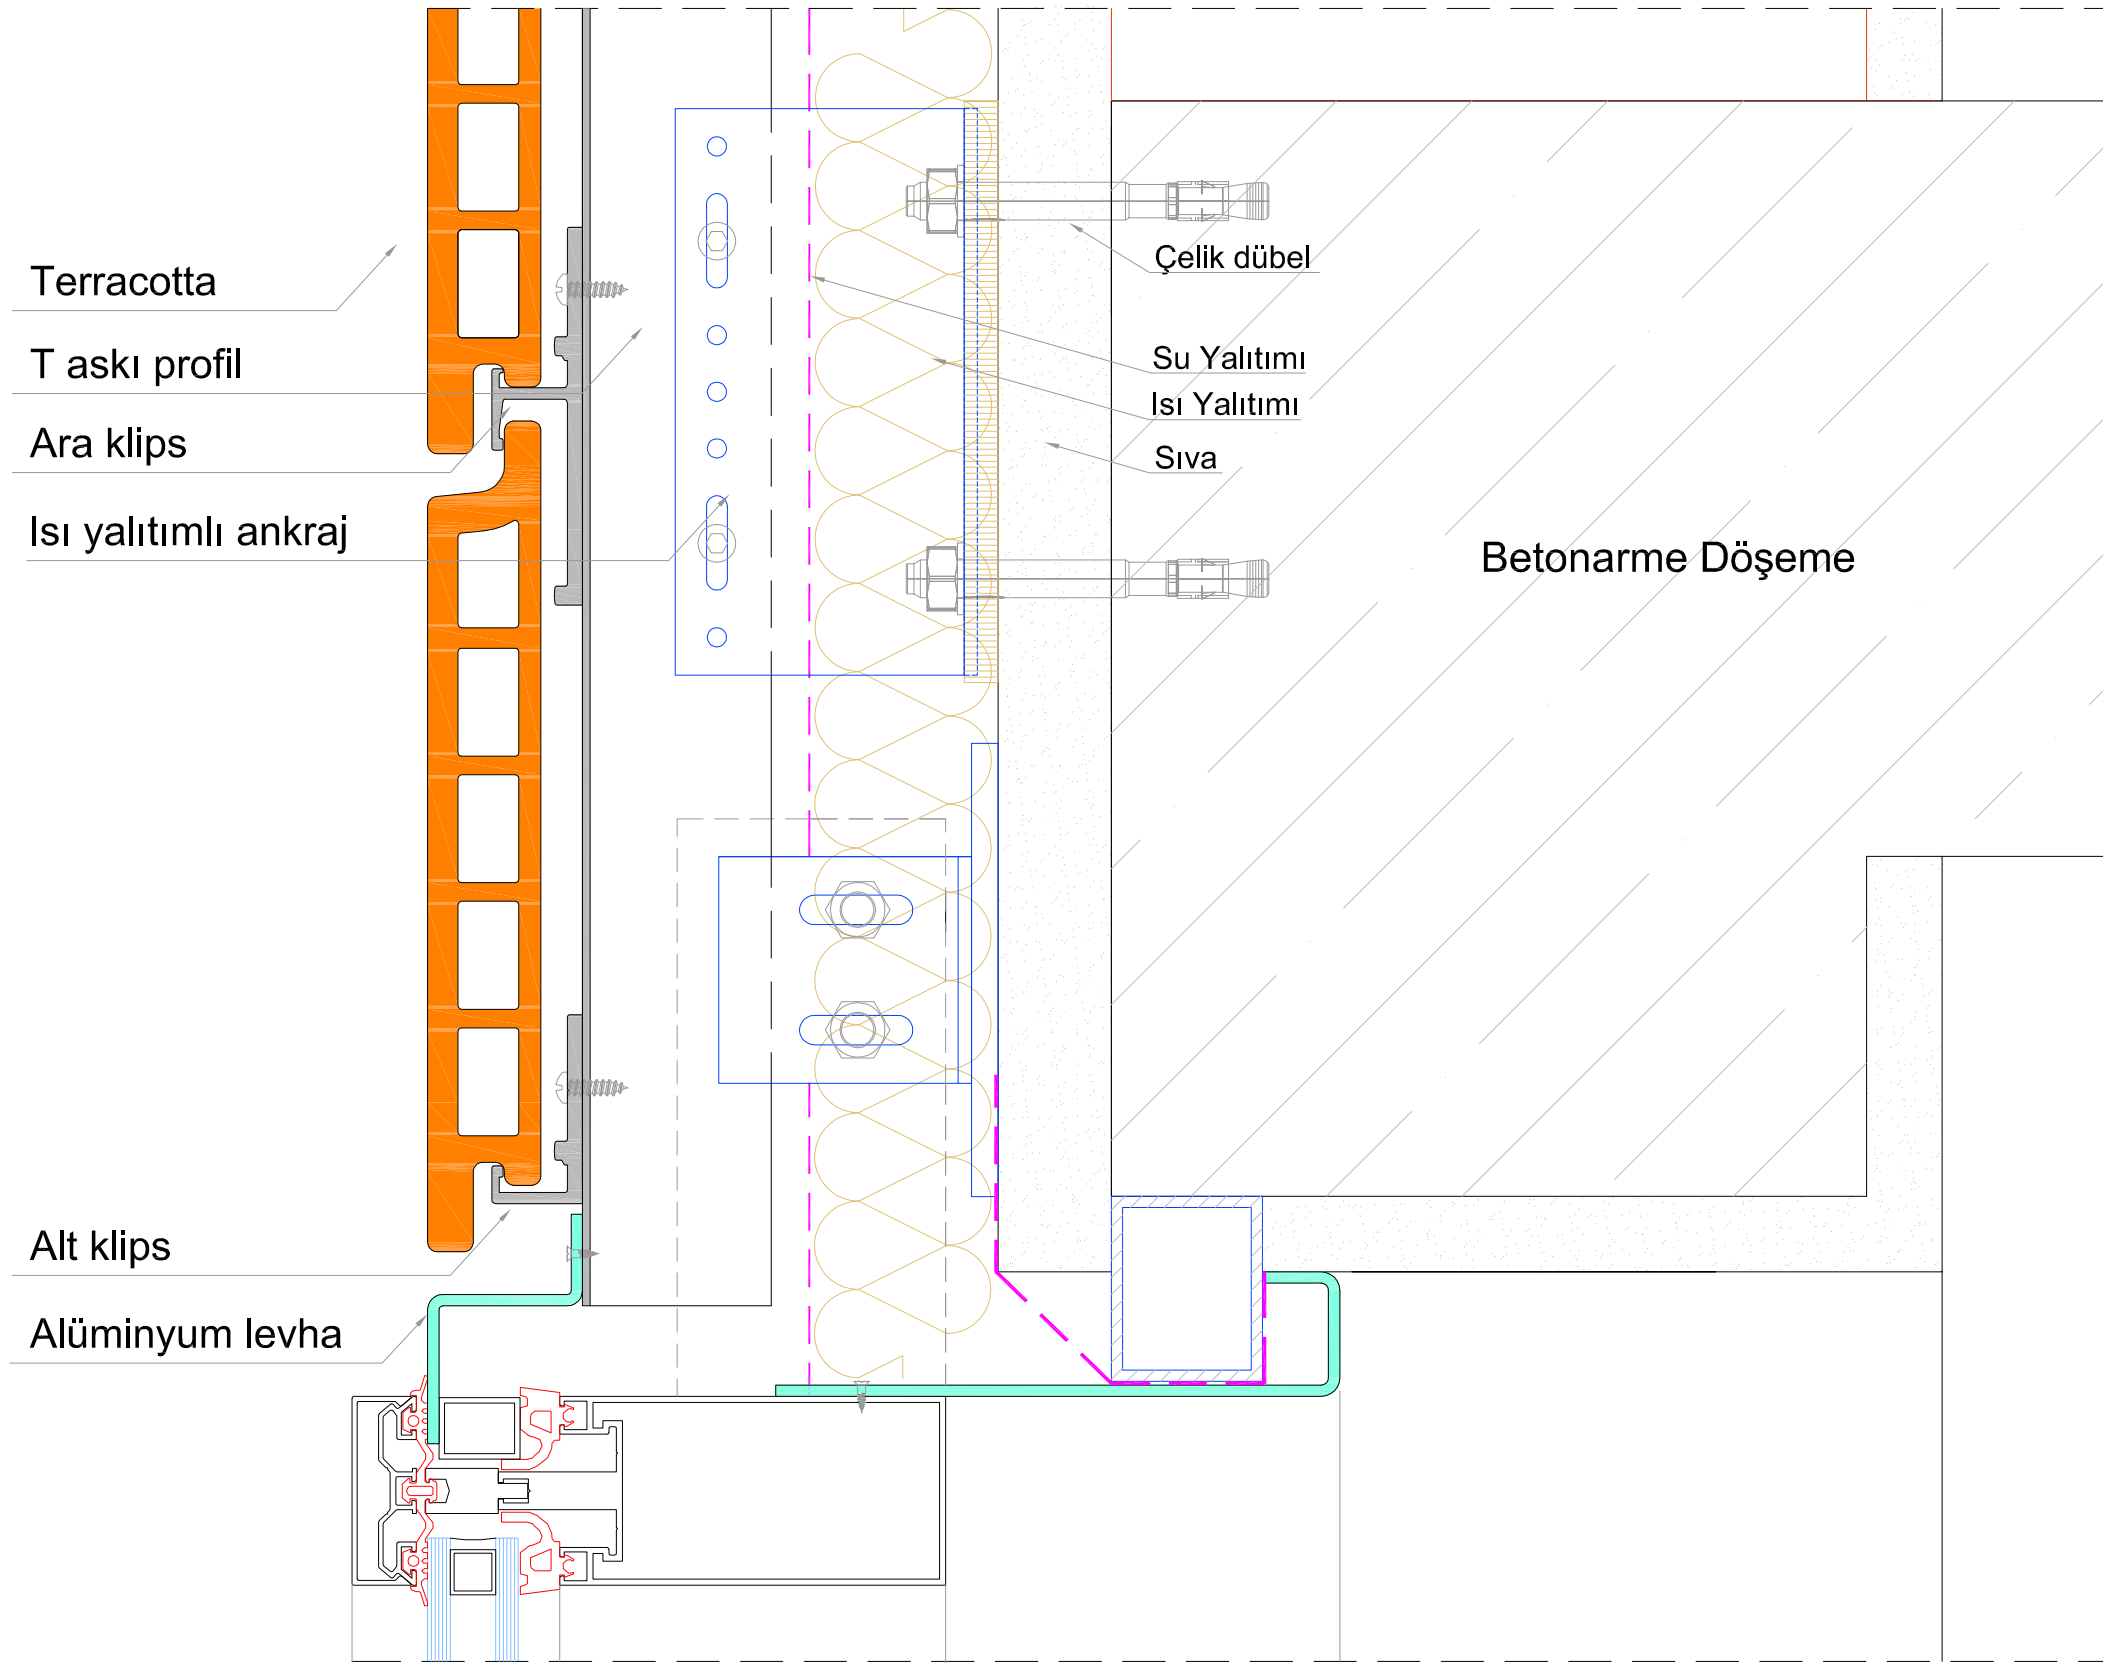 Terracotta
T askı profil
Ara klips
Isı yalıtımlı ankraj
Çelik dübel
Su Yalıtımı
Isı Yalıtımı
Sıva
Betonarme Döşeme
Alt klips
Alüminyum levha